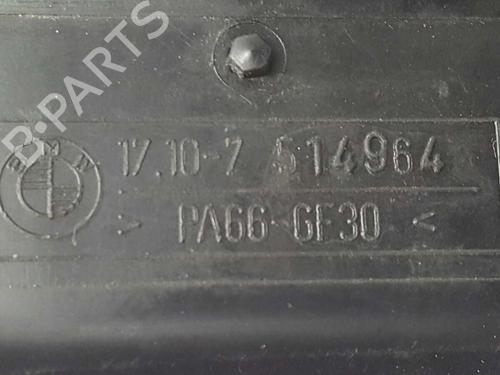 B-PARTS
BMW
17.10-7 514964
> PA66-GF30 <